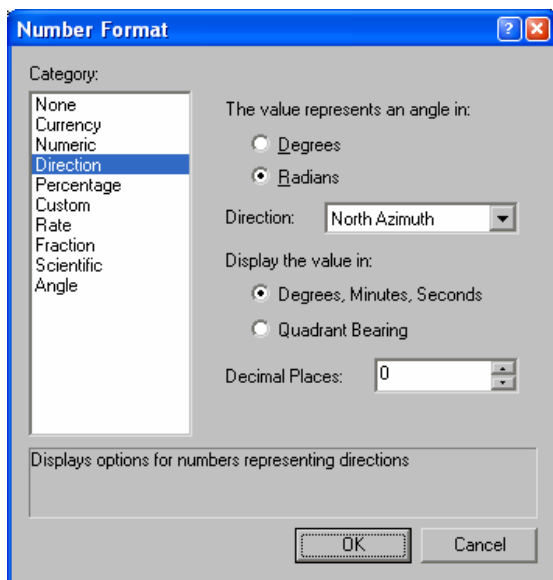 Number Format
Category:
None
Currency
Numeric
Direction
Percentage
Custom
Rate
Fraction
Scientific
Angle
The value represents an angle in:
Degrees
Radians
Direction: North Azimuth
Display the value in:
Degrees, Minutes, Seconds
Quadrant Bearing
Decimal Places: 0
Displays options for numbers representing directions
OK Cancel